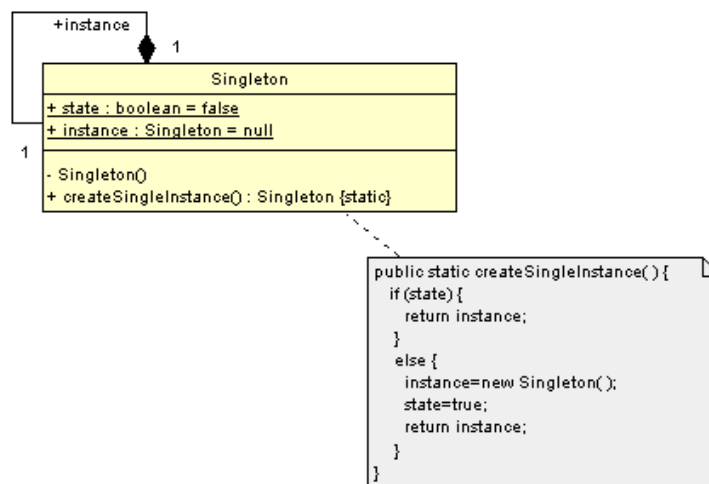 +instance
1
Singleton
+ state : boolean = false
+ instance : Singleton = null
1
- Singleton()
+ createSingleInstance() : Singleton {static}
public static createSingleInstance( ) {
if (state) {
return instance;
}
else {
instance=new Singleton( );
state=true;
return instance;
}
}